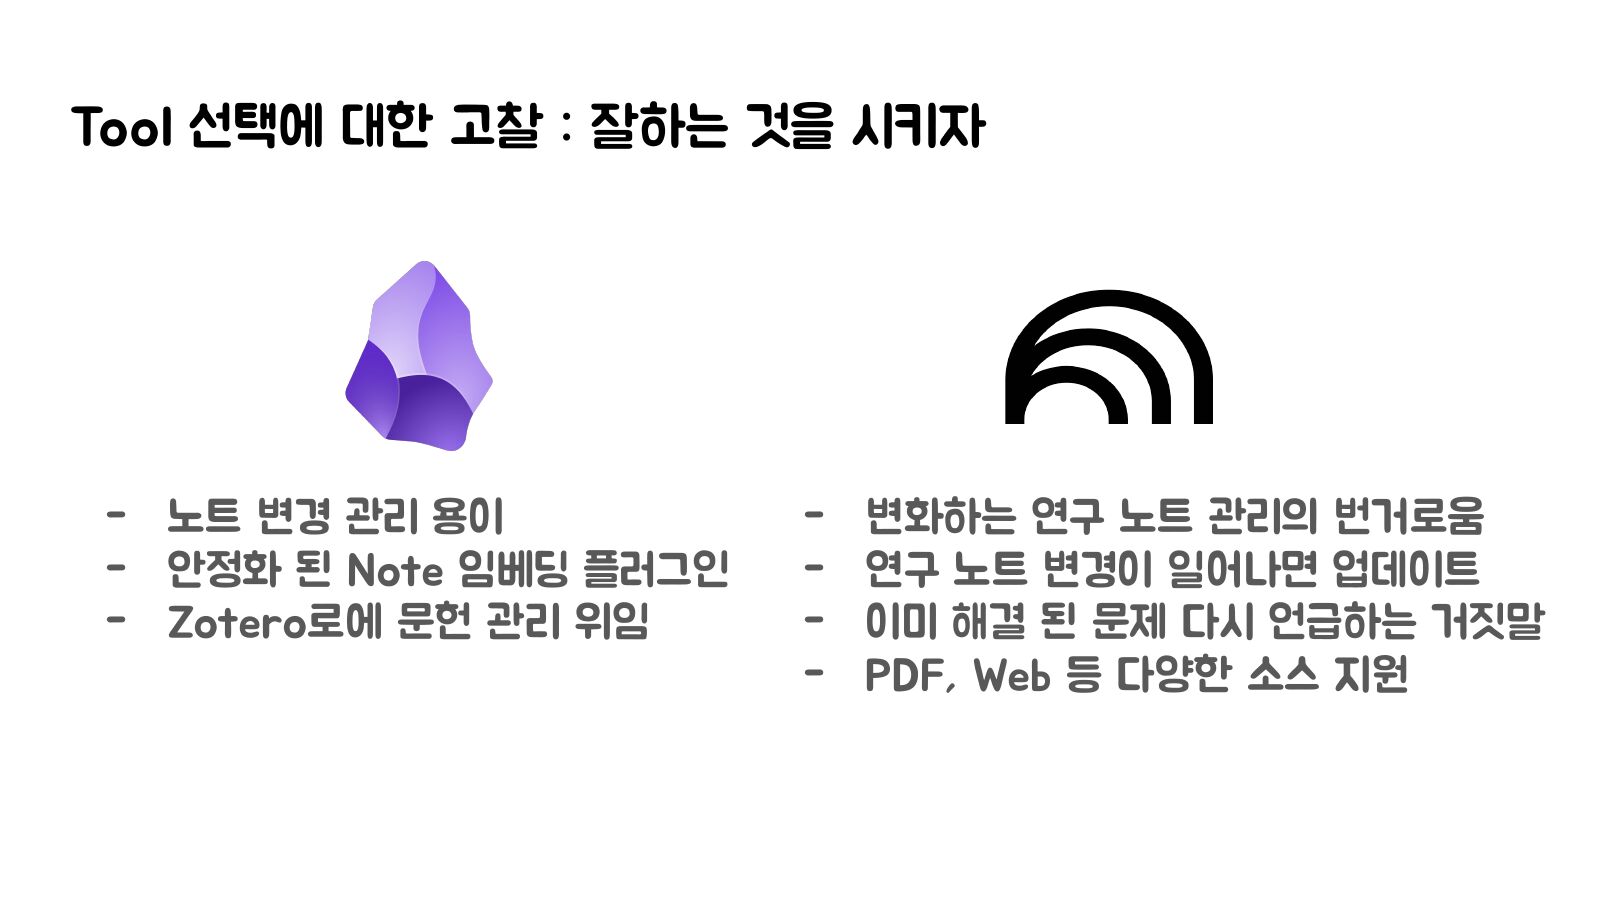 Tool 선택에 대한 고찰 : 잘하는 것을 시키자
- 노트 변경 관리 용이
- 안정화 된 Note 임베딩 플러그인
- Zotero로에 문헌 관리 위임
- 변화하는 연구 노트 관리의 번거로움
- 연구 노트 변경이 일어나면 업데이트
- 이미 해결 된 문제 다시 언급하는 거짓말
- PDF, Web 등 다양한 소스 지원